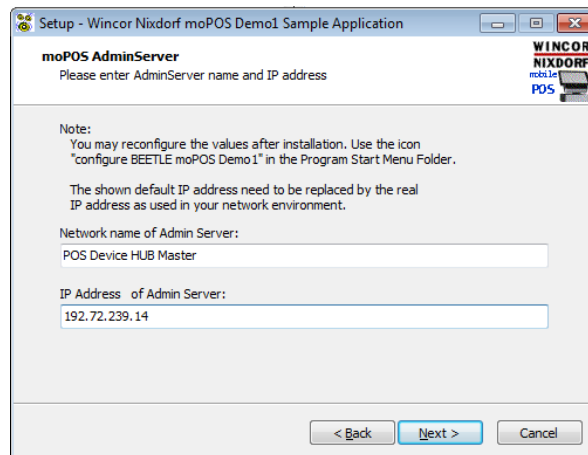 Setup - Wincor Nixdorf moPOS Demo1 Sample Application
moPOS AdminServer
Please enter AdminServer name and IP address
WINCOR
NIXDORF
mobile
POS
Note:
You may reconfigure the values after installation. Use the icon
"configure BEETLE moPOS Demo1" in the Program Start Menu Folder.
The shown default IP address need to be replaced by the real
IP address as used in your network environment.
Network name of Admin Server:
POS Device HUB Master
IP Address of Admin Server:
192.72.239.14
< Back
Next >
Cancel